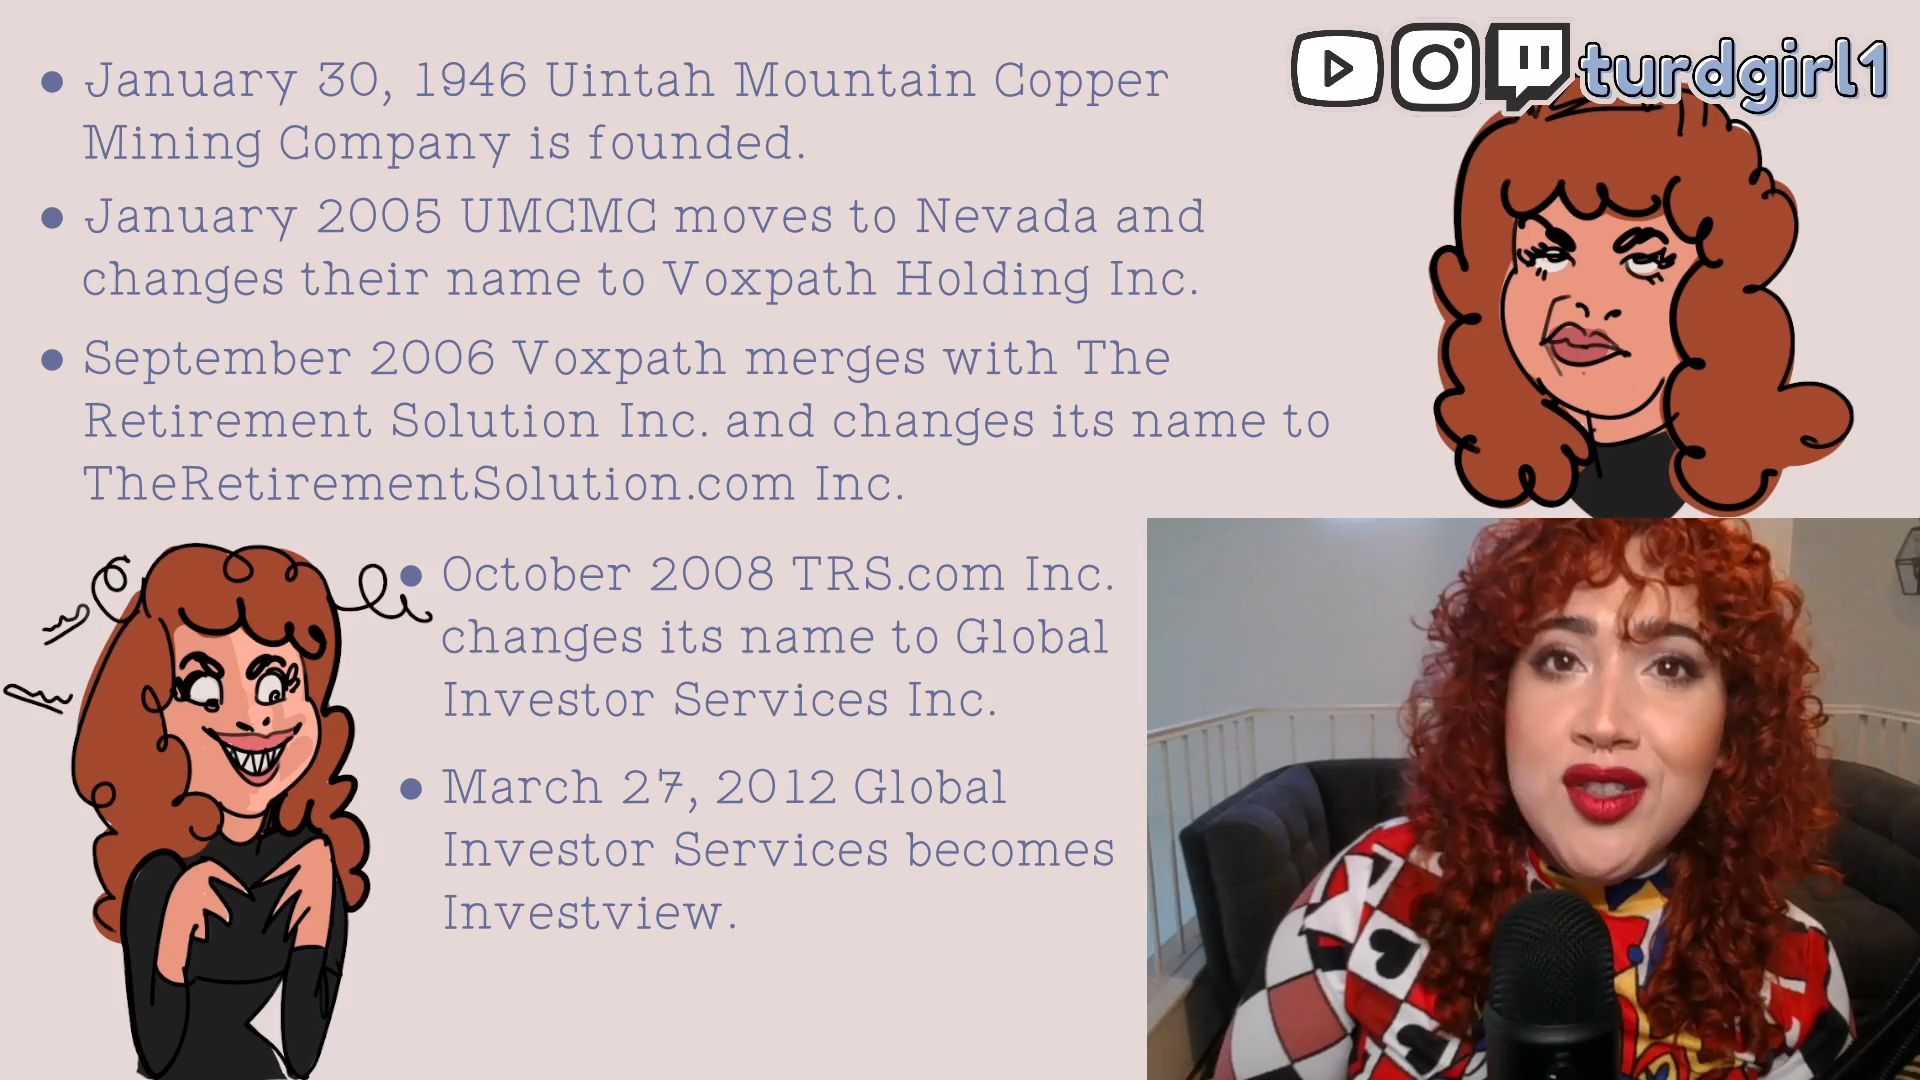 turdgirl1
● January 30, 1946 Uintah Mountain Copper
Mining Company is founded.
● January 2005 UMCMC moves to Nevada and
changes their name to Voxpath Holding Inc.
● September 2006 Voxpath merges with The
Retirement Solution Inc. and changes its name to
TheRetirementSolution.com Inc.
● October 2008 TRS.com Inc.
changes its name to Global
Investor Services Inc.
● March 27, 2012 Global
Investor Services becomes
Investview.